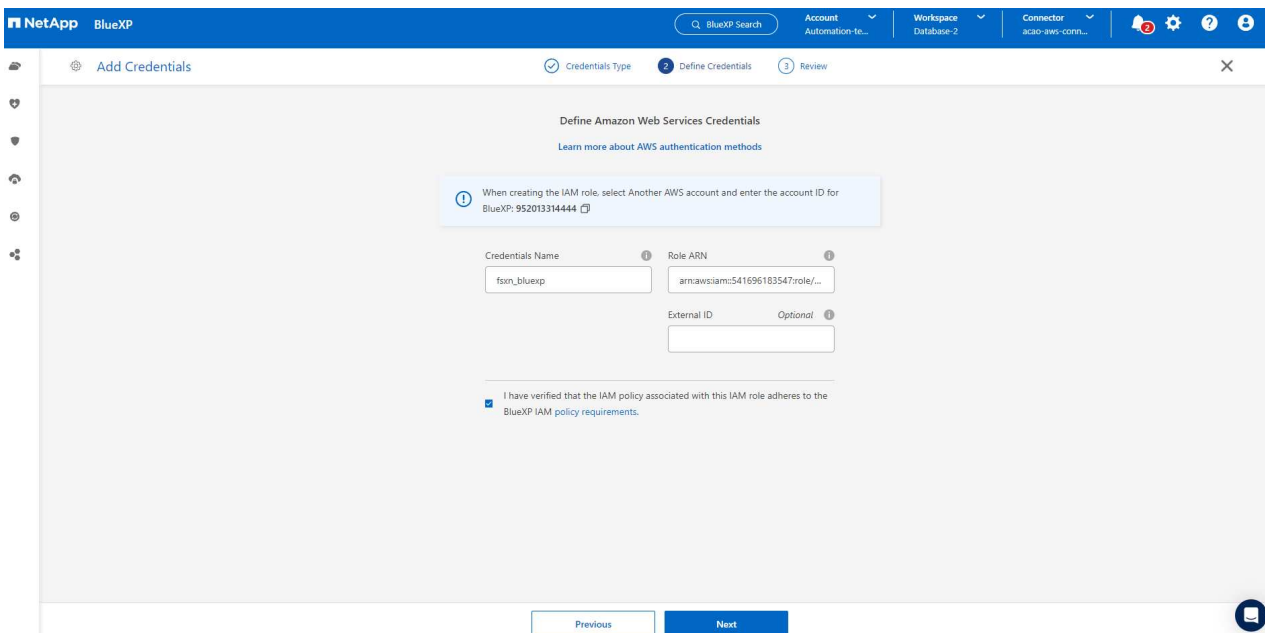 NetApp BlueXP
BlueXP Search
Account
Automation-te...
Workspace
Database-2
Connector
acao-aws-conn...
2
Add Credentials
Credentials Type
2 Define Credentials
3 Review
Define Amazon Web Services Credentials
Learn more about AWS authentication methods
When creating the IAM role, select Another AWS account and enter the account ID for
BlueXP: 952013314444
Credentials Name
Role ARN
fsxn_bluexp
arn:aws:iam::541696183547:role/...
External ID
Optional
I have verified that the IAM policy associated with this IAM role adheres to the
BlueXP IAM policy requirements.
Previous
Next